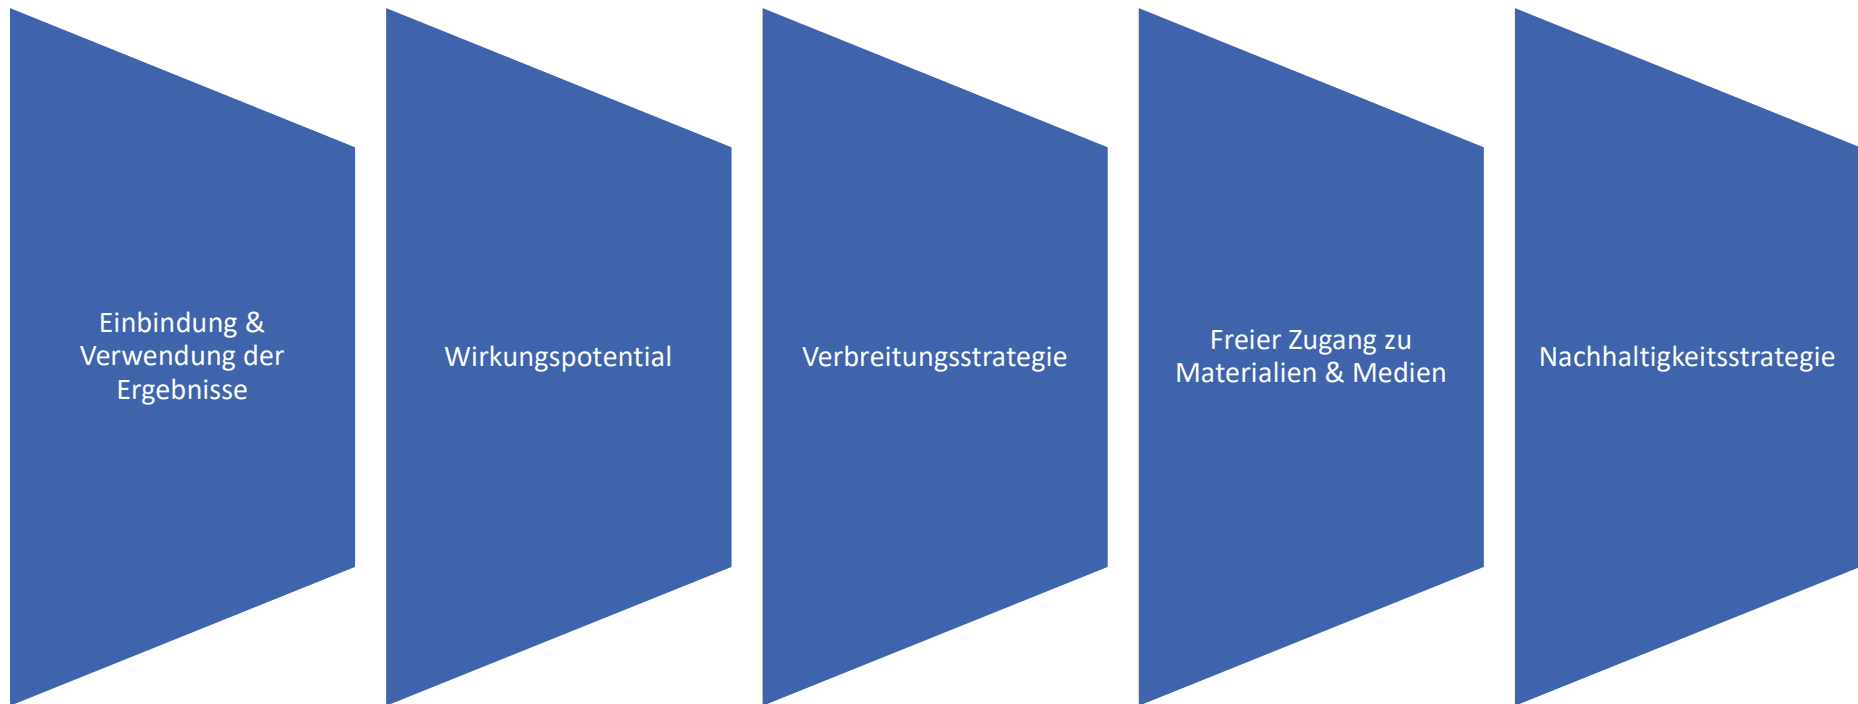 Einbindung &
Verwendung der
Ergebnisse
Wirkungspotential
Verbreitungsstrategie
Freier Zugang zu
Materialien & Medien
Nachhaltigkeitsstrategie